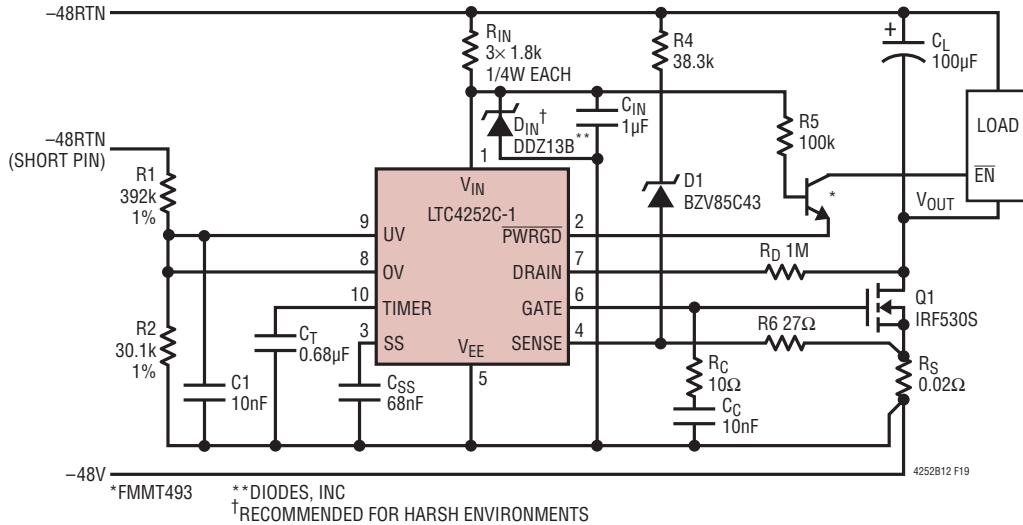 –48RTN
RIN
3× 1.8k
1/4W EACH
R4
38.3k
+
CL
100µF
–48RTN
(SHORT PIN)
DIN†
DDZ13B**
CIN
1µF
R5
100k
LOAD
EN
R1
392k
1%
1
VIN
LTC4252C-1
D1
BZV85C43
*
VOUT
9
UV
PWRGD
2
8
OV
DRAIN
7
RD 1M
10
TIMER
GATE
6
Q1
IRF530S
R2
30.1k
1%
CT
0.68µF
3
SS
VEE
SENSE
4
R6 27Ω
5
C1
10nF
CSS
68nF
RC
10Ω
RS
0.02Ω
CC
10nF
–48V
4252B12 F19
*FMMT493
**DIODES, INC
†RECOMMENDED FOR HARSH ENVIRONMENTS